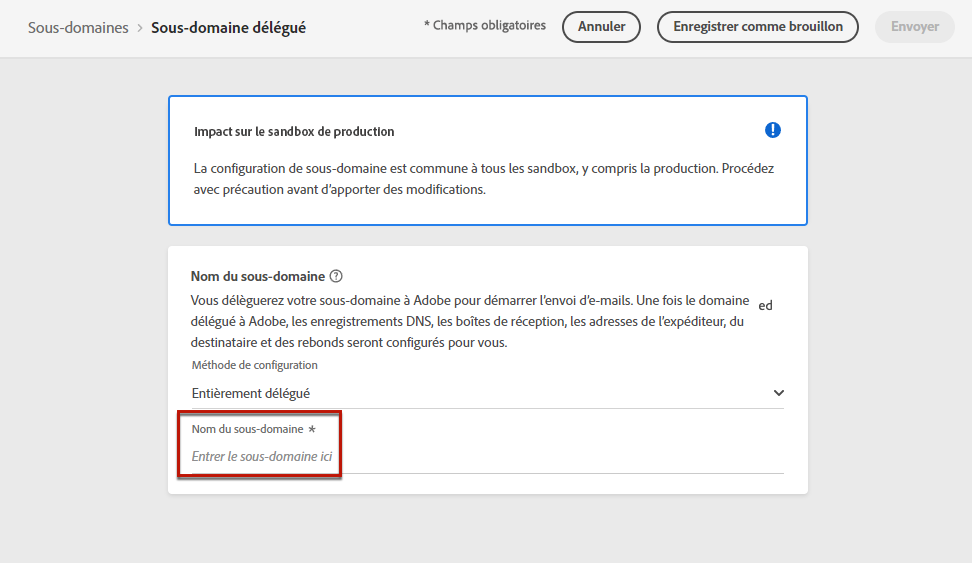 Sous-domaines > Sous-domaine délégué
* Champs obligatoires
Annuler
Enregistrer comme brouillon
Envoyer
Impact sur le sandbox de production
La configuration de sous-domaine est commune à tous les sandbox, y compris la production. Procédez
avec précaution avant d’apporter des modifications.
Nom du sous-domaine
Vous délèguerez votre sous-domaine à Adobe pour démarrer l’envoi d’e-mails. Une fois le domaine
ed
délégué à Adobe, les enregistrements DNS, les boîtes de réception, les adresses de l’expéditeur, du
destinataire et des rebonds seront configurés pour vous.
Méthode de configuration
Entièrement délégué
Nom du sous-domaine *
Entrer le sous-domaine ici